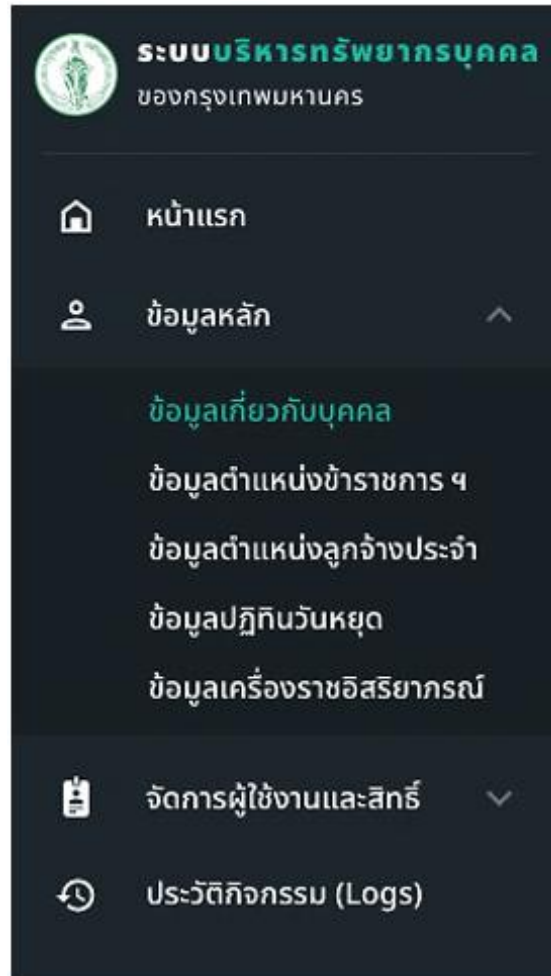 ระบบบริหารทรัพยากรบุคคล
ของกรุงเทพมหานคร
หน้าแรก
ข้อมูลหลัก
ข้อมูลเกี่ยวกับบุคคล
ข้อมูลตำแหน่งข้าราชการ ฯ
ข้อมูลตำแหน่งลูกจ้างประจำ
ข้อมูลปฏิทินวันหยุด
ข้อมูลเครื่องราชอิสริยาภรณ์
จัดการผู้ใช้งานและสิทธิ์
ประวัติกิจกรรม (Logs)